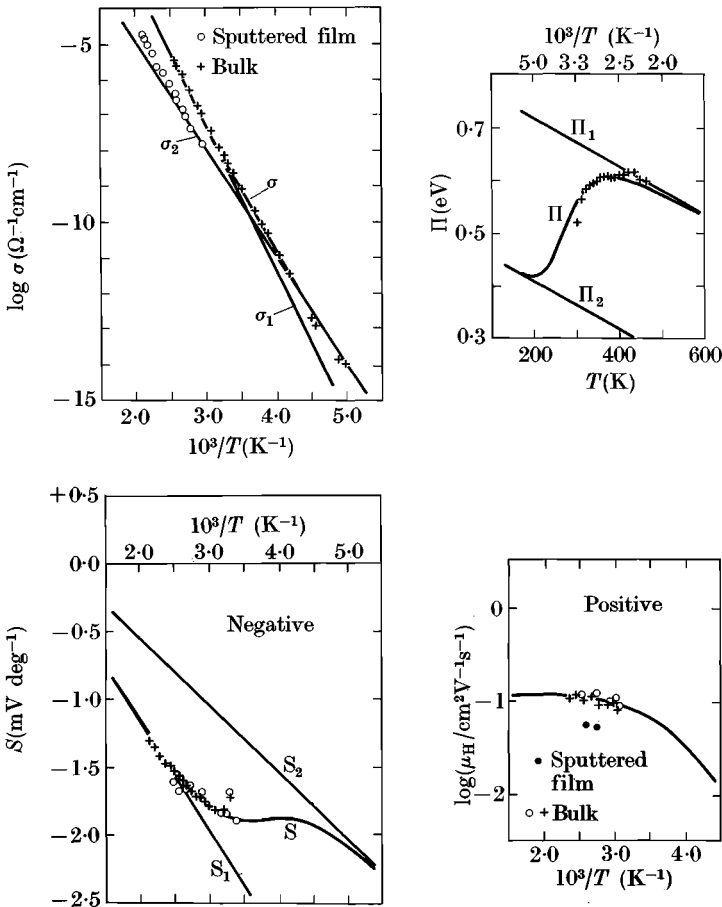 ○ Sputtered film
+ Bulk
−5
−10
−15
log σ (Ω⁻¹cm⁻¹)
σ₂
σ
σ₁
2·0 3·0 4·0 5·0
10³/T(K⁻¹)
10³/T (K⁻¹)
5·0 3·3 2·5 2·0
0·7
0·5
0·3
Π(eV)
Π₁
Π
Π₂
200 400 600
T(K)
+0·5
0·0
−0·5
−1·0
−1·5
−2·0
−2·5
S(mV deg⁻¹)
10³/T (K⁻¹)
2·0 3·0 4·0 5·0
Negative
S₂
S
S₁
Positive
0
−1
−2
log(μH/cm²V⁻¹s⁻¹)
• Sputtered
film
○ + Bulk
2·0 3·0 4·0
10³/T(K⁻¹)